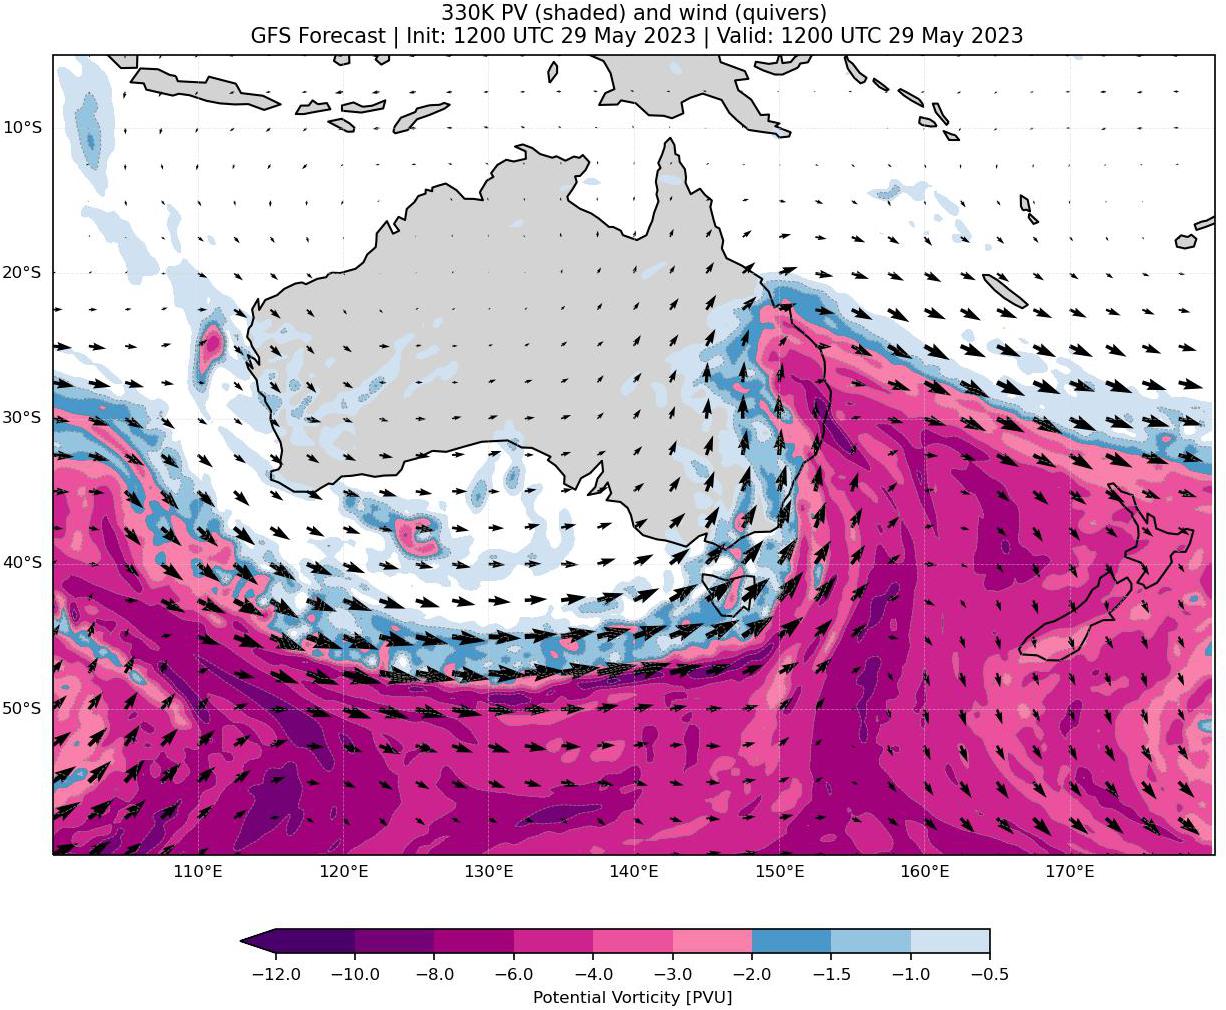 330K PV (shaded) and wind (quivers)
GFS Forecast | Init: 1200 UTC 29 May 2023 | Valid: 1200 UTC 29 May 2023
10°S
20°S
30°S
40°S
50°S
110°E 120°E 130°E 140°E 150°E 160°E 170°E
−12.0 −10.0 −8.0 −6.0 −4.0 −3.0 −2.0 −1.5 −1.0 −0.5
Potential Vorticity [PVU]